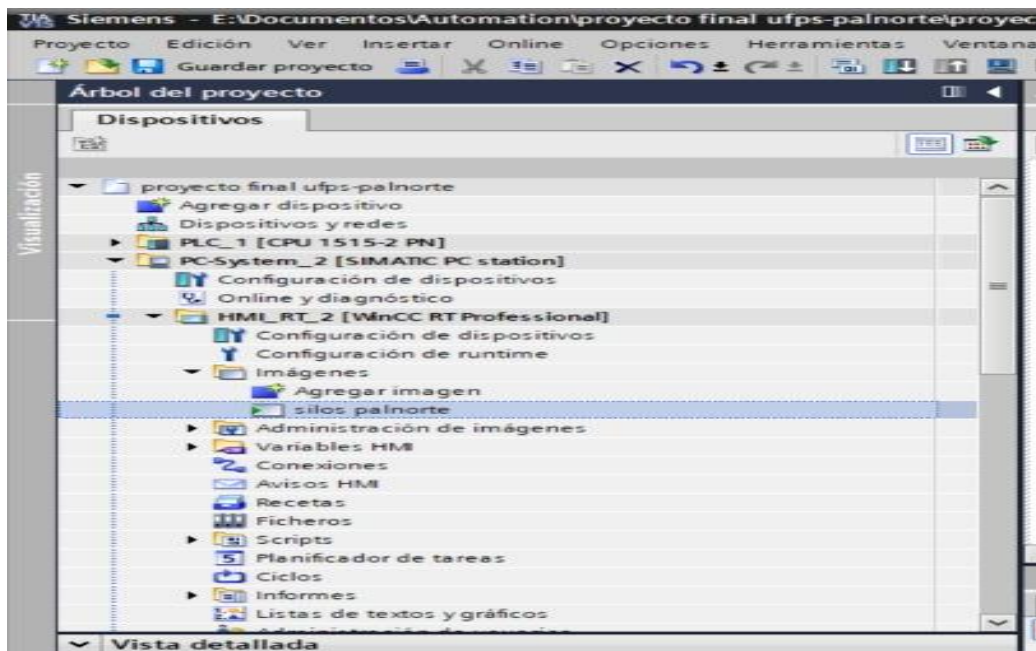 Siemens - E:\Documentos\Automation\proyecto final ufps-palnorte\proyec
Proyecto Edición Ver Insertar Online Opciones Herramientas Ventana
Guardar proyecto
Árbol del proyecto
Dispositivos
Visualización
proyecto final ufps-palnorte
Agregar dispositivo
Dispositivos y redes
PLC_1 [CPU 1515-2 PN]
PC-System_2 [SIMATIC PC station]
Configuración de dispositivos
Online y diagnóstico
HMI_RT_2 [WinCC RT Professional]
Configuración de dispositivos
Configuración de runtime
Imágenes
Agregar imagen
silos palnorte
Administración de imágenes
Variables HMI
Conexiones
Avisos HMI
Recetas
Ficheros
Scripts
Planificador de tareas
Ciclos
Informes
Listas de textos y gráficos
Vista detallada